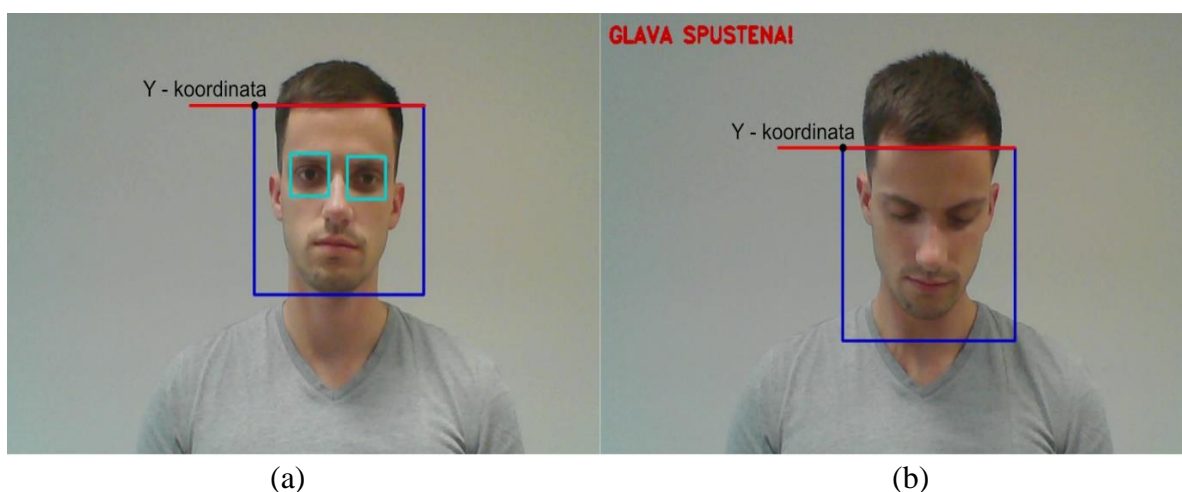 Y - koordinata
GLAVA SPUSTENA!
Y - koordinata
(a)
(b)